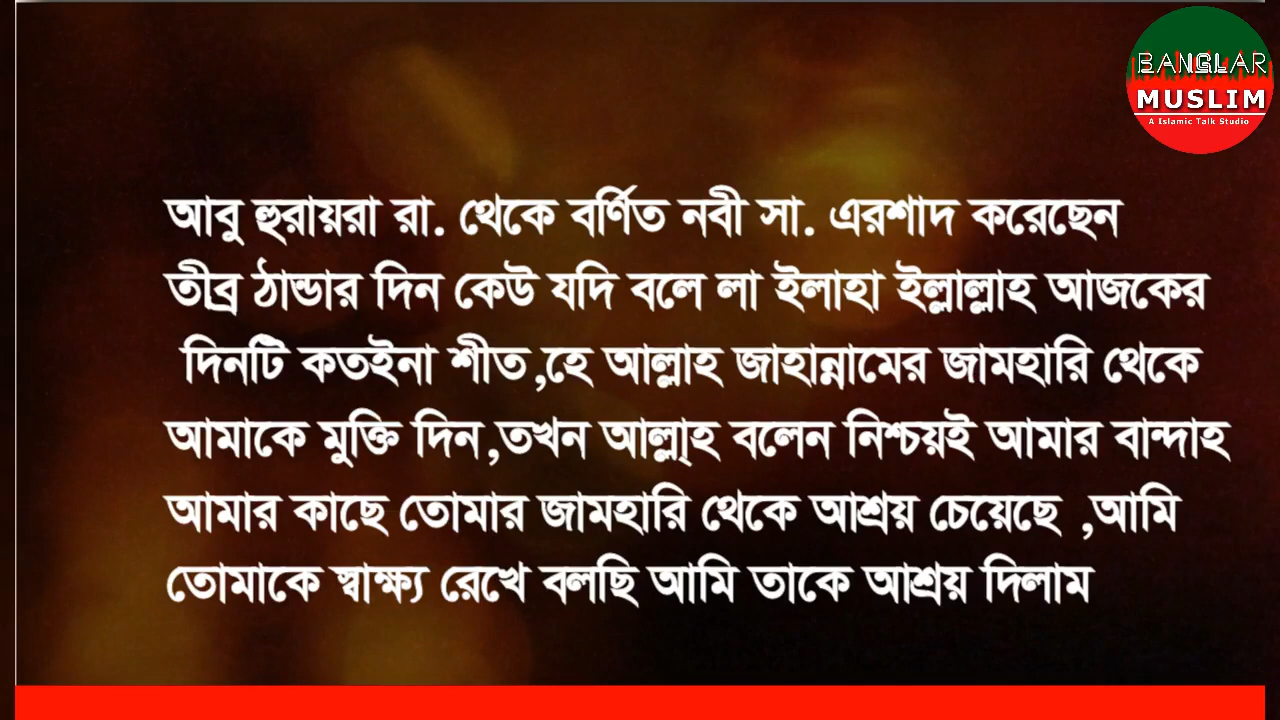 BANGLAR
MUSLIM
A Islamic Talk Studio
আবু হুরায়রা রা. থেকে বর্ণিত নবী সা. এরশাদ করেছেন
তীব্র ঠান্ডার দিন কেউ যদি বলে লা ইলাহা ইল্লাল্লাহ আজকের
দিনটি কতইনা শীত ,হে আল্লাহ জাহান্নামের জামহারি থেকে
আমাকে মুক্তি দিন ,তখন আল্লা্হ বলেন নিশ্চয়ই আমার বান্দাহ
আমার কাছে তোমার জামহারি থেকে আশ্রয় চেয়েছে ,আমি
তোমাকে স্বাক্ষ্য রেখে বলছি আমি তাকে আশ্রয় দিলাম